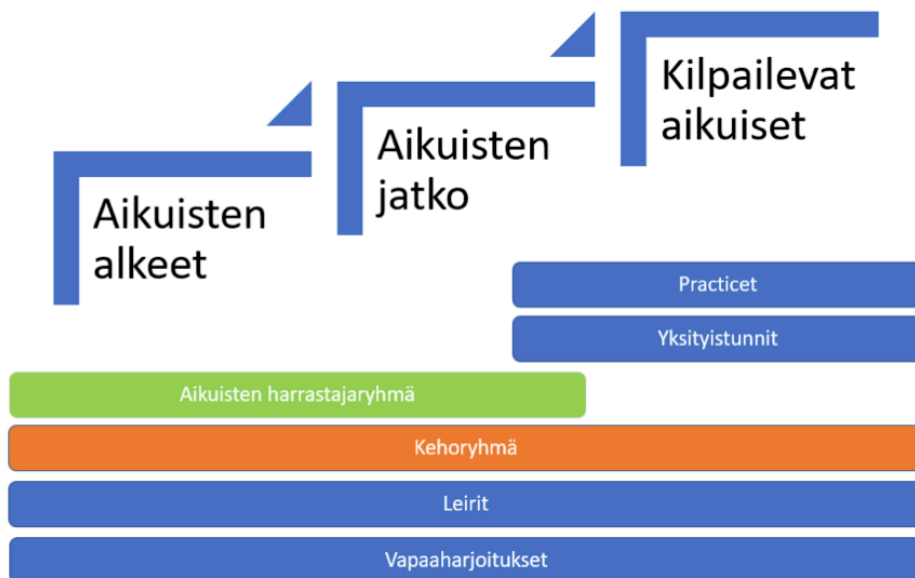 Aikuisten
alkeet
Aikuisten
jatko
Kilpailevat
aikuiset
Practicet
Yksityistunnit
Aikuisten harrastajaryhmä
Kehoryhmä
Leirit
Vapaaharjoitukset